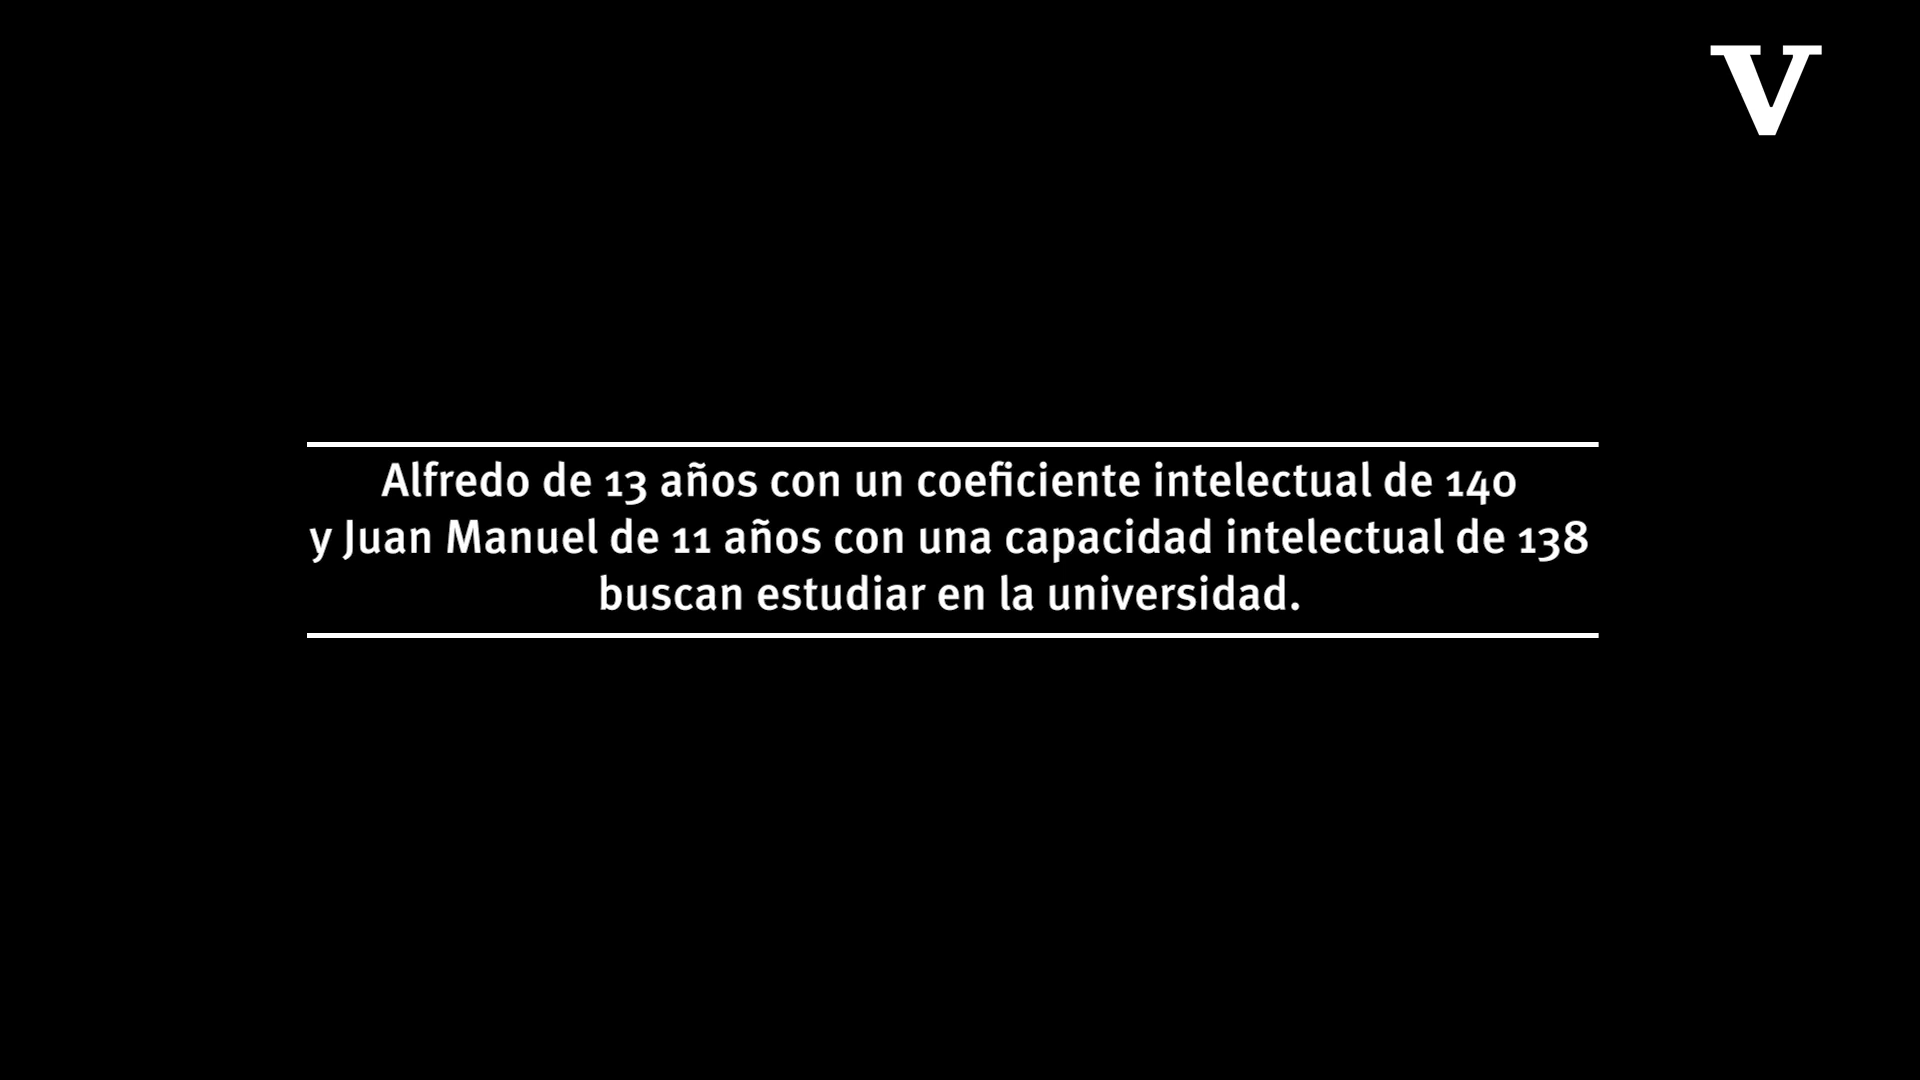 V
Alfredo de 13 años con un coeficiente intelectual de 140
y Juan Manuel de 11 años con una capacidad intelectual de 138
buscan estudiar en la universidad.